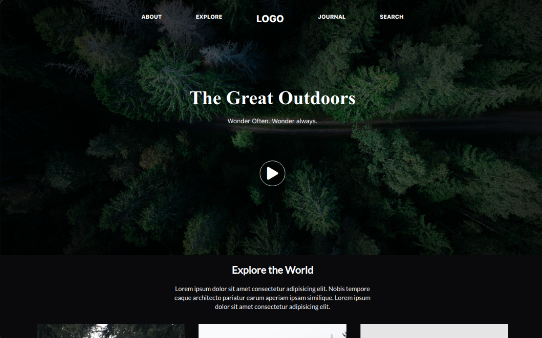 ABOUT EXPLORE LOGO JOURNAL SEARCH
The Great Outdoors
Wonder Often. Wonder always.
Explore the World
Lorem ipsum dolor sit amet consectetur adipisicing elit. Nobis tempore
eaque architecto pariatur earum aperiam ipsam similique. Lorem ipsum
dolor sit amet consectetur adipisicing elit.